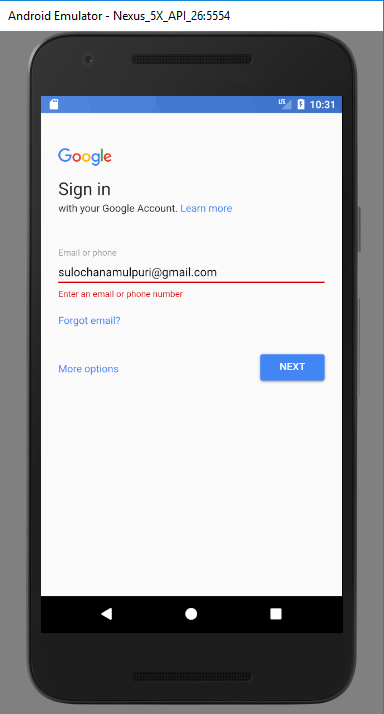 Android Emulator - Nexus_5X_API_26:5554
LTE 10:31
Google
Sign in
with your Google Account. Learn more
Email or phone
sulochanamulpuri@gmail.com
Enter an email or phone number
Forgot email?
More options NEXT